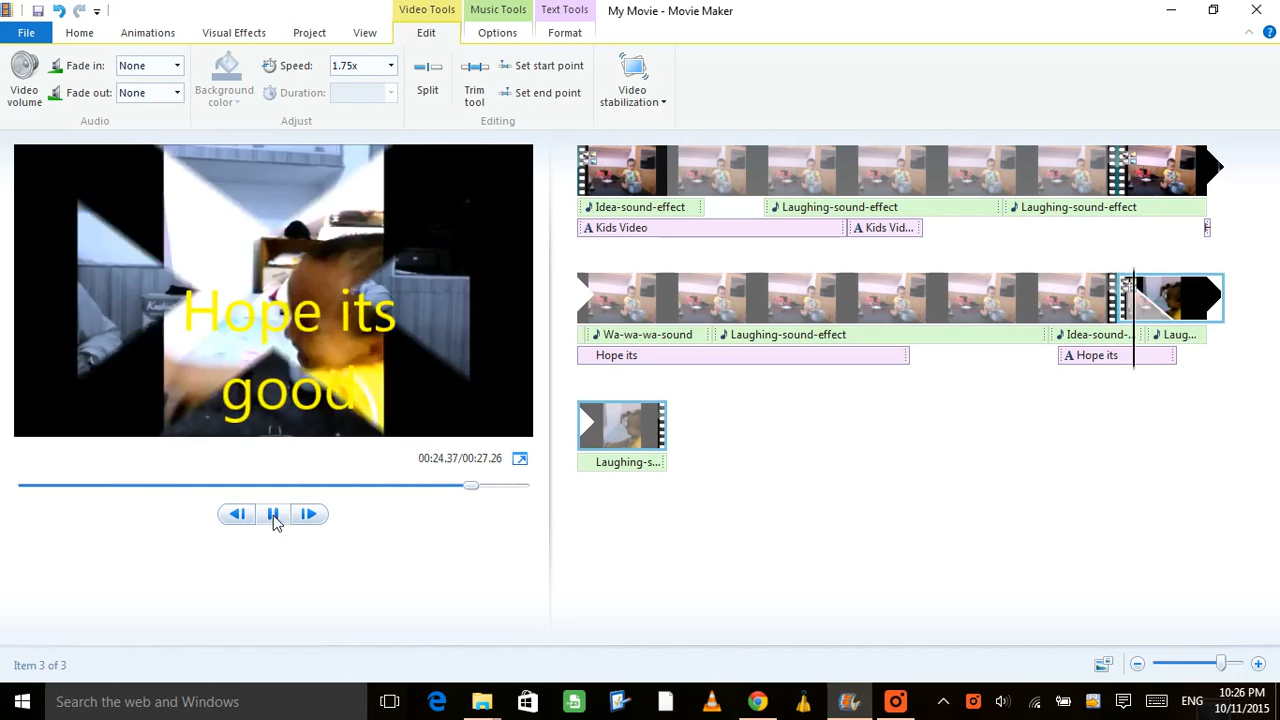 Video Tools
Music Tools
Text Tools
My Movie - Movie Maker
File
Home
Animations
Visual Effects
Project
View
Edit
Options
Format
Video volume
Fade in: None
Fade out: None
Audio
Background color
Speed: 1.75x
Duration:
Adjust
Split
Trim tool
Set start point
Set end point
Editing
Video stabilization
Hope its
good
00:24.37/00:27.26
Idea-sound-effect
Laughing-sound-effect
Laughing-sound-effect
Kids Video
Kids Vid...
Wa-wa-wa-sound
Laughing-sound-effect
Idea-sound-...
Laug...
Hope its
Hope its
Laughing-s...
Item 3 of 3
Search the web and Windows
ENG
10:26 PM
10/11/2015